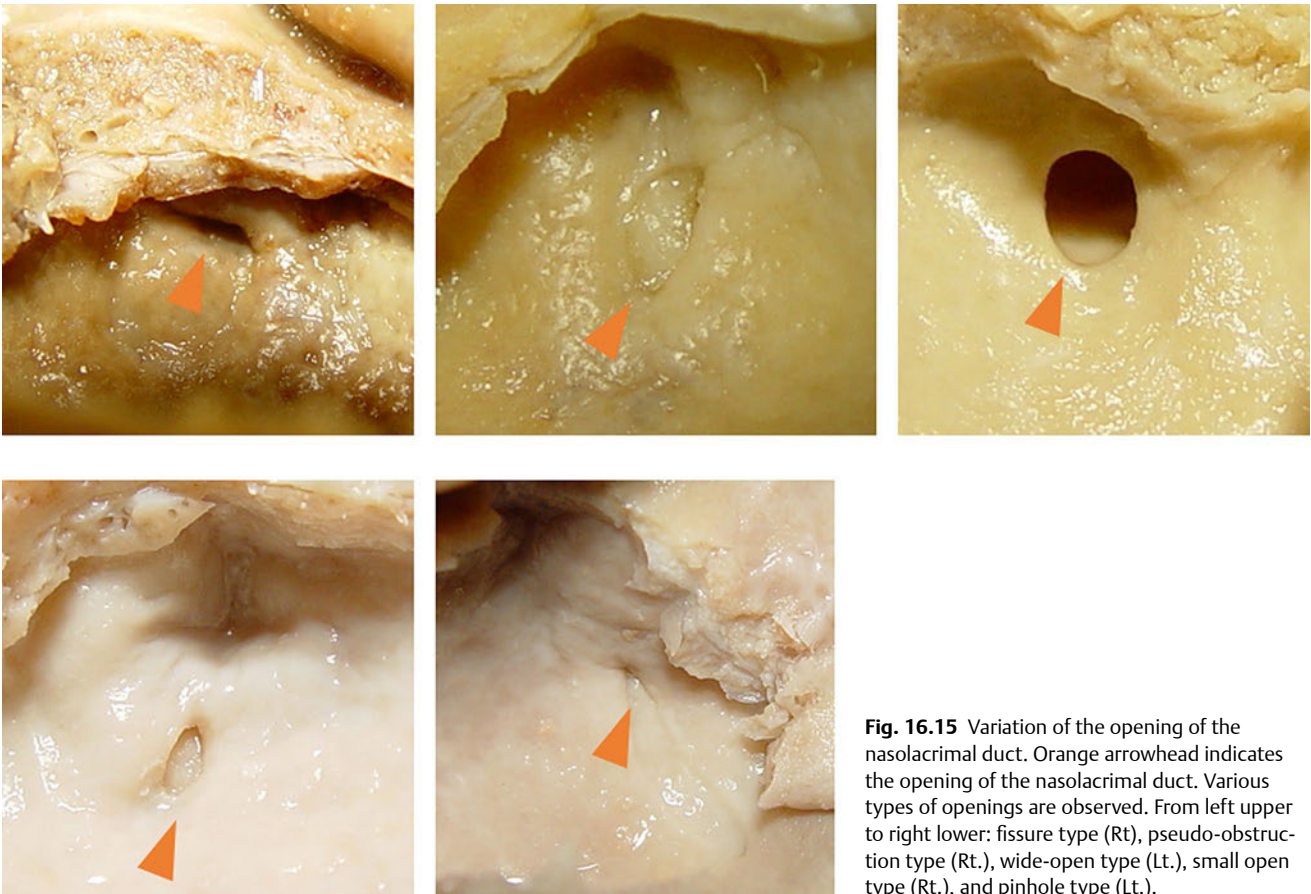 Fig. 16.15 Variation of the opening of the
nasolacrimal duct. Orange arrowhead indicates
the opening of the nasolacrimal duct. Various
types of openings are observed. From left upper
to right lower: fissure type (Rt), pseudo-obstruc-
tion type (Rt.), wide-open type (Lt.), small open
type (Rt.), and pinhole type (Lt.).